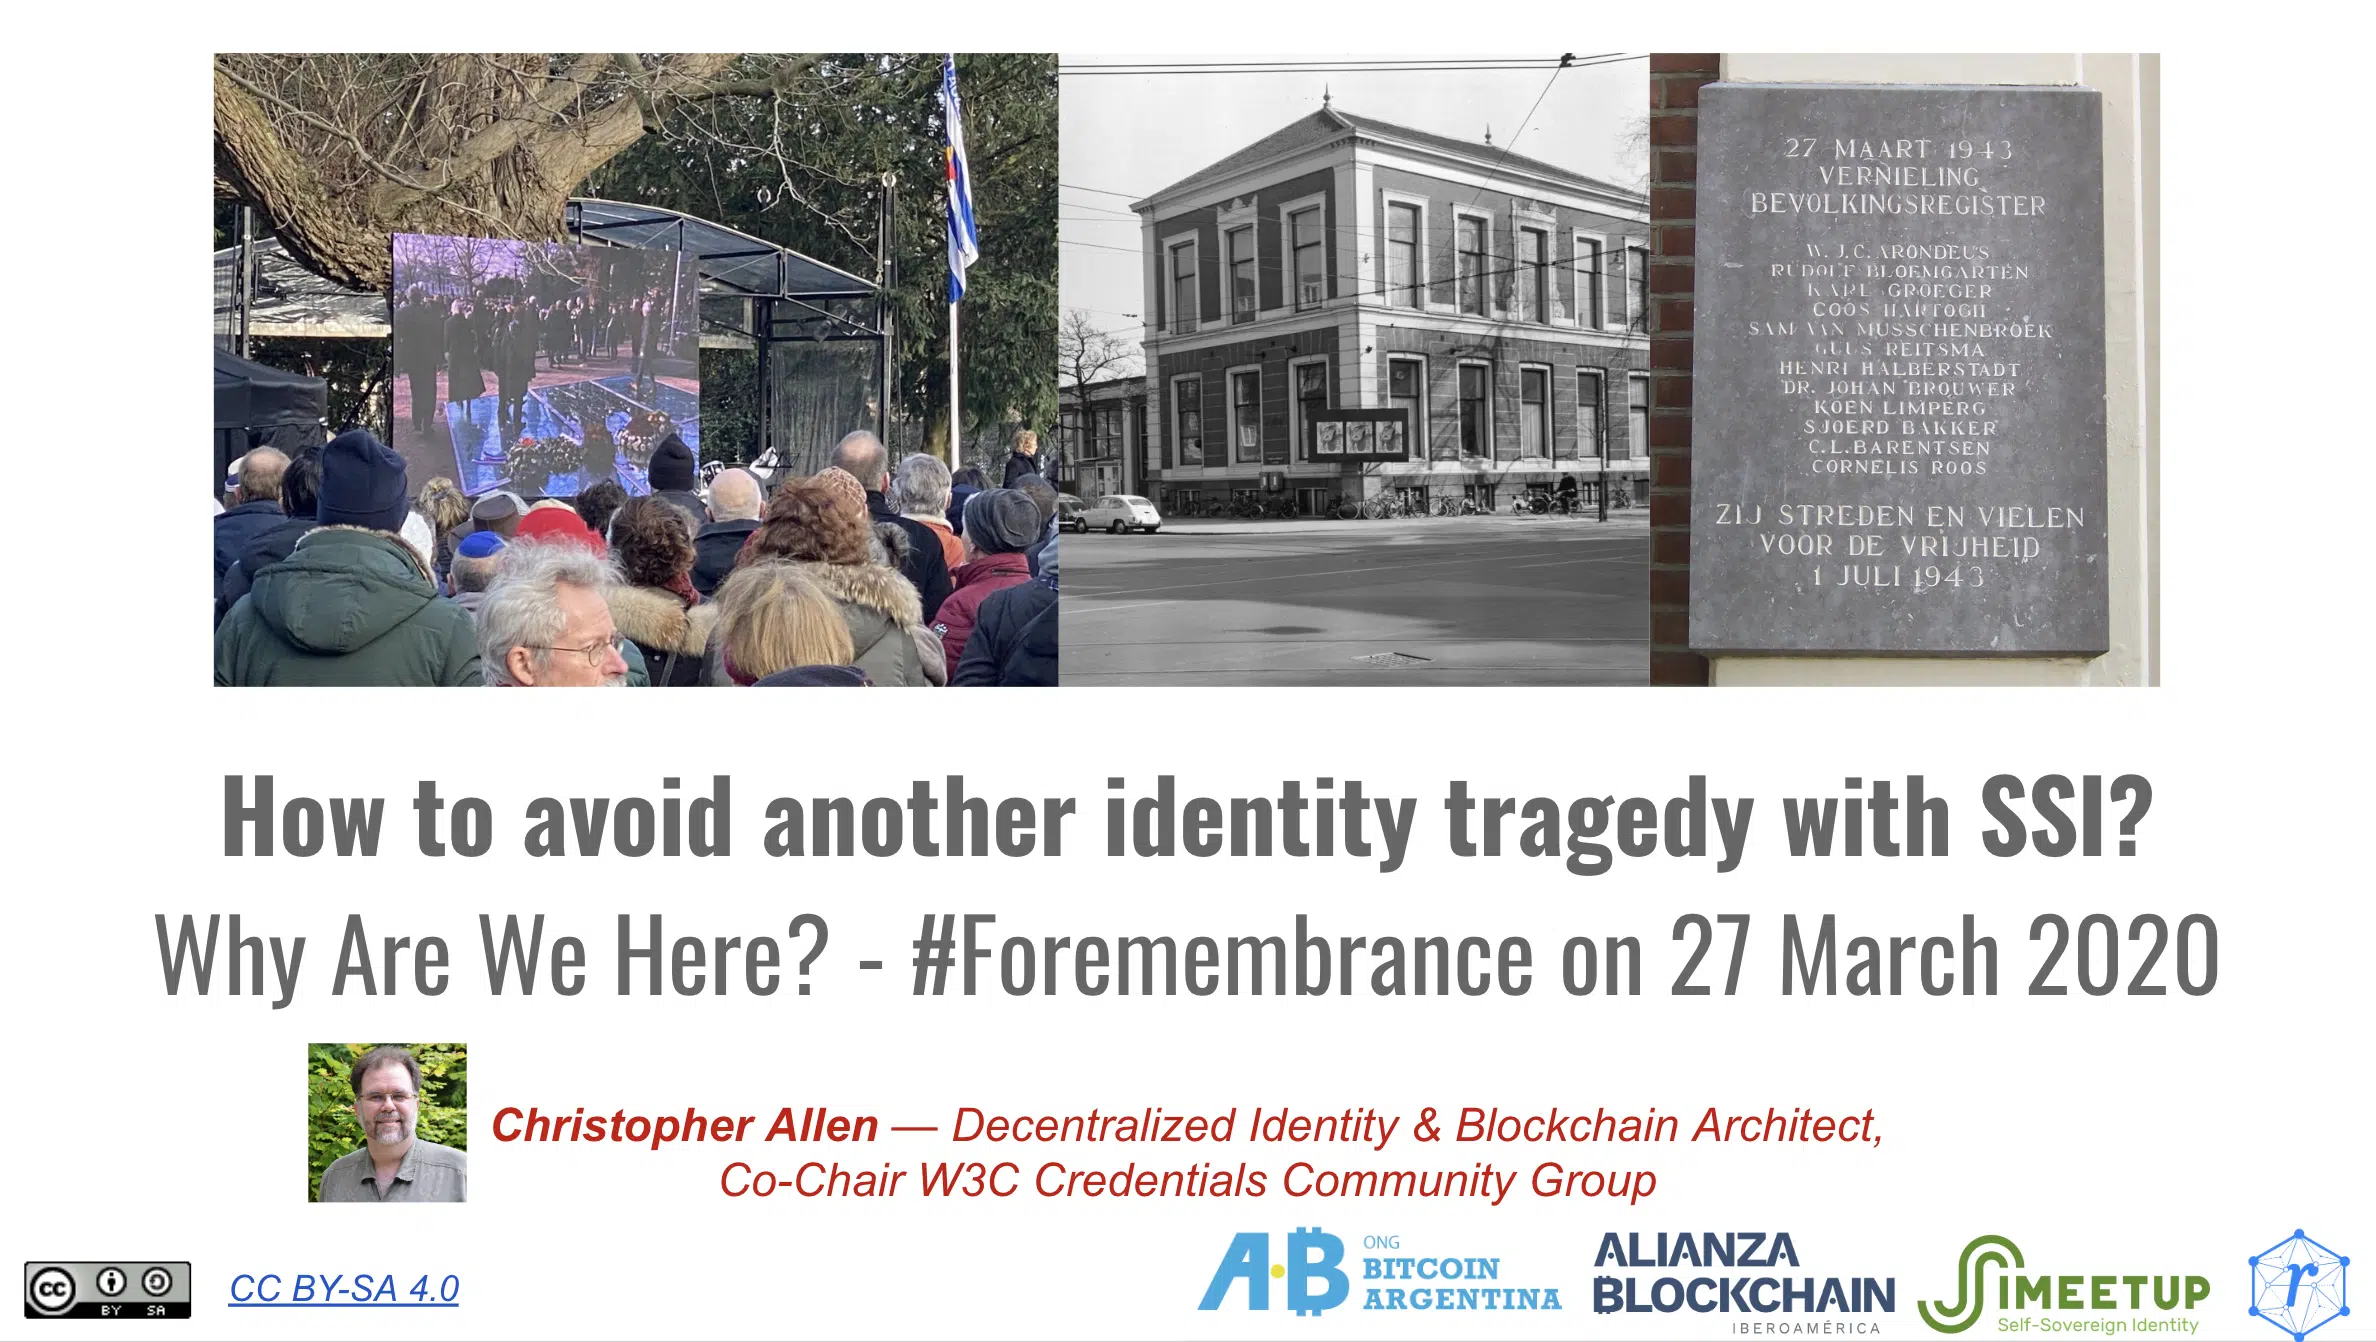 27 MAART 1943
VERNIELING
BEVOLKINGSREGISTER
W. J. C. ARONDEUS
RUDOLF BLOEMGARTEN
KARL GROEGER
COOS HARTOGH
SAM VAN MUSSCHENBROEK
GUUS REITSMA
HENRI HALBERSTADT
DR. JOHAN BROUWER
KOEN LIMPERG
SJOERD BAKKER
C. L. BARENTSEN
CORNELIS ROOS
ZIJ STREDEN EN VIELEN
VOOR DE VRIJHEID
1 JULI 1943
How to avoid another identity tragedy with SSI?
Why Are We Here? - #Foremembrance on 27 March 2020
Christopher Allen — Decentralized Identity & Blockchain Architect,
Co-Chair W3C Credentials Community Group
cc BY SA
CC BY-SA 4.0
A·B ONG
BITCOIN
ARGENTINA
ALIANZA
BLOCKCHAIN
IBEROAMÉRICA
SSIMEETUP
Self-Sovereign Identity
r